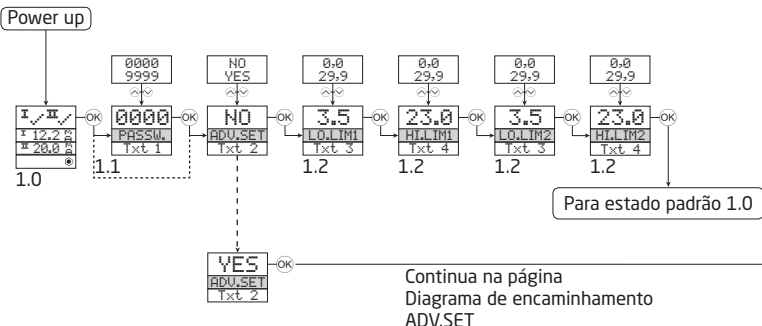 Power up
0000
9999
NO
YES
0,0
29,9
0,0
29,9
0,0
29,9
0,0
29,9
I/II/
I 12.2 mA
II 20.0 mA
OK
0000
PASSW.
Txt 1
OK
NO
ADV.SET
Txt 2
OK
3.5
LO.LIM1
Txt 3
OK
23.0
HI.LIM1
Txt 4
OK
3.5
LO.LIM2
Txt 3
OK
23.0
HI.LIM2
Txt 4
OK
1.0
1.1
1.2
1.2
1.2
1.2
Para estado padrão 1.0
YES
ADV.SET
Txt 2
OK
Continua na página
Diagrama de encaminhamento
ADV.SET